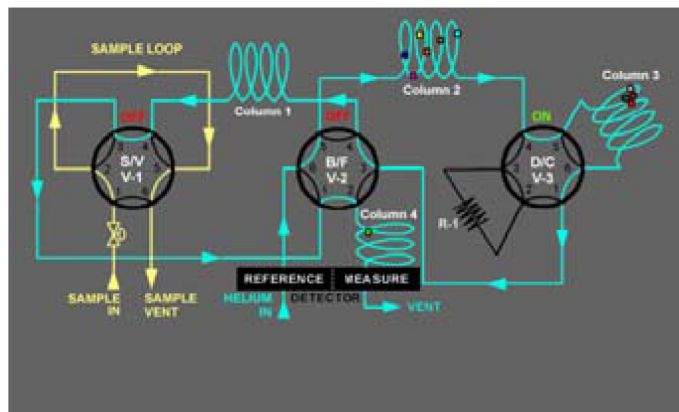 SAMPLE LOOP
Column 1
Column 2
Column 3
OFF
OFF
ON
S/V
V-1
B/F
V-2
D/C
V-3
R-1
Column 4
REFERENCE
MEASURE
SAMPLE
IN
SAMPLE
VENT
HELIUM
IN
DETECTOR
VENT